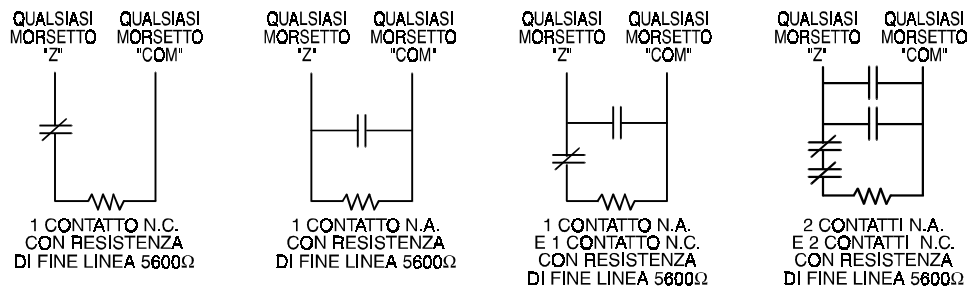 QUALSIASI
MORSETTO
"Z"
QUALSIASI
MORSETTO
"COM"
1 CONTATTO N.C.
CON RESISTENZA
DI FINE LINEA 5600Ω
QUALSIASI
MORSETTO
"Z"
QUALSIASI
MORSETTO
"COM"
1 CONTATTO N.A.
CON RESISTENZA
DI FINE LINEA 5600Ω
QUALSIASI
MORSETTO
"Z"
QUALSIASI
MORSETTO
"COM"
1 CONTATTO N.A.
E 1 CONTATTO N.C.
CON RESISTENZA
DI FINE LINEA 5600Ω
QUALSIASI
MORSETTO
"Z"
QUALSIASI
MORSETTO
"COM"
2 CONTATTI N.A.
E 2 CONTATTI N.C.
CON RESISTENZA
DI FINE LINEA 5600Ω